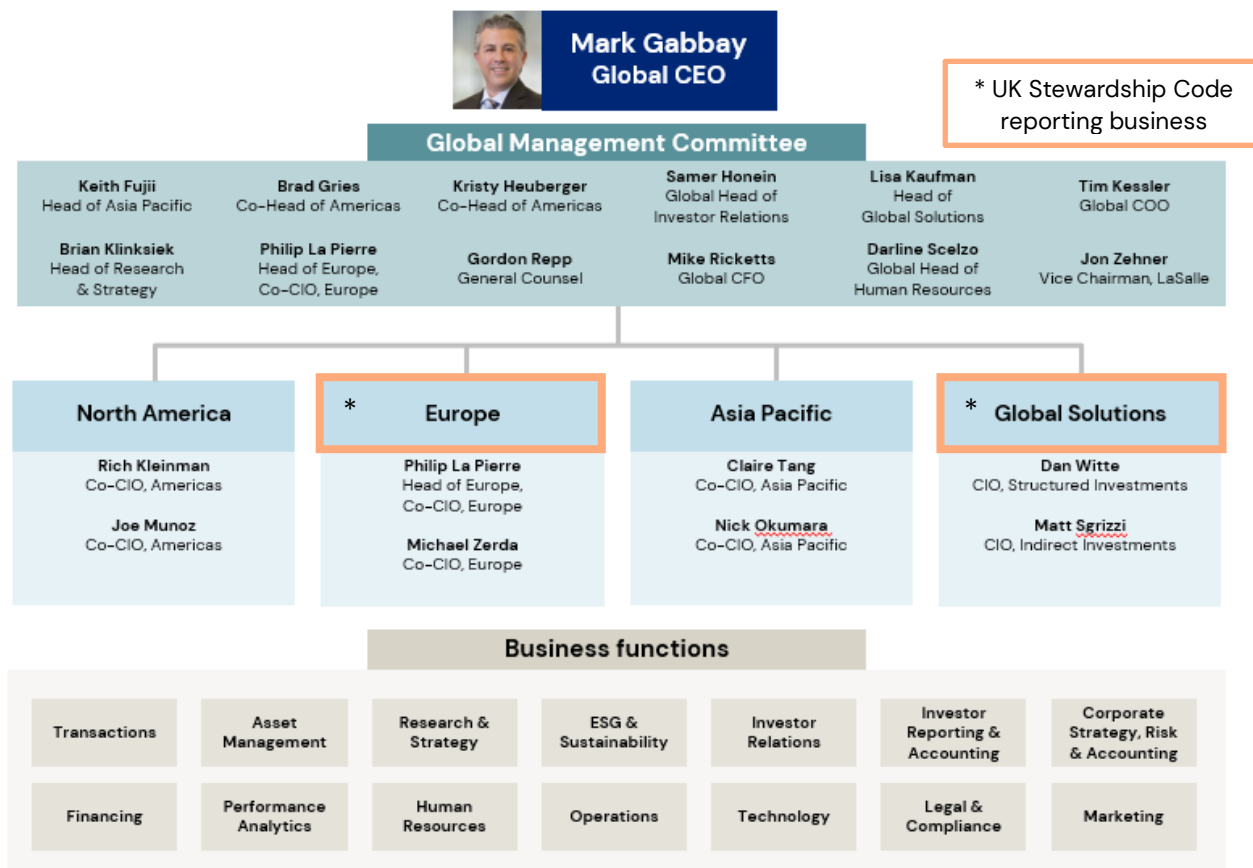 Mark Gabbay
Global CEO
* UK Stewardship Code
reporting business
Global Management Committee
Keith Fujii
Head of Asia Pacific
Brad Gries
Co-Head of Americas
Kristy Heuberger
Co-Head of Americas
Samer Honein
Global Head of
Investor Relations
Lisa Kaufman
Head of
Global Solutions
Tim Kessler
Global COO
Brian Klinksiek
Head of Research
& Strategy
Philip La Pierre
Head of Europe,
Co-CIO, Europe
Gordon Repp
General Counsel
Mike Ricketts
Global CFO
Darline Scelzo
Global Head of
Human Resources
Jon Zehner
Vice Chairman, LaSalle
North America
Rich Kleinman
Co-CIO, Americas
Joe Munoz
Co-CIO, Americas
* Europe
Philip La Pierre
Head of Europe,
Co-CIO, Europe
Michael Zerda
Co-CIO, Europe
Asia Pacific
Claire Tang
Co-CIO, Asia Pacific
Nick Okumara
Co-CIO, Asia Pacific
* Global Solutions
Dan Witte
CIO, Structured Investments
Matt Sgrizzi
CIO, Indirect Investments
Business functions
Transactions
Asset
Management
Research &
Strategy
ESG &
Sustainability
Investor
Relations
Investor
Reporting &
Accounting
Corporate
Strategy, Risk
& Accounting
Financing
Performance
Analytics
Human
Resources
Operations
Technology
Legal &
Compliance
Marketing